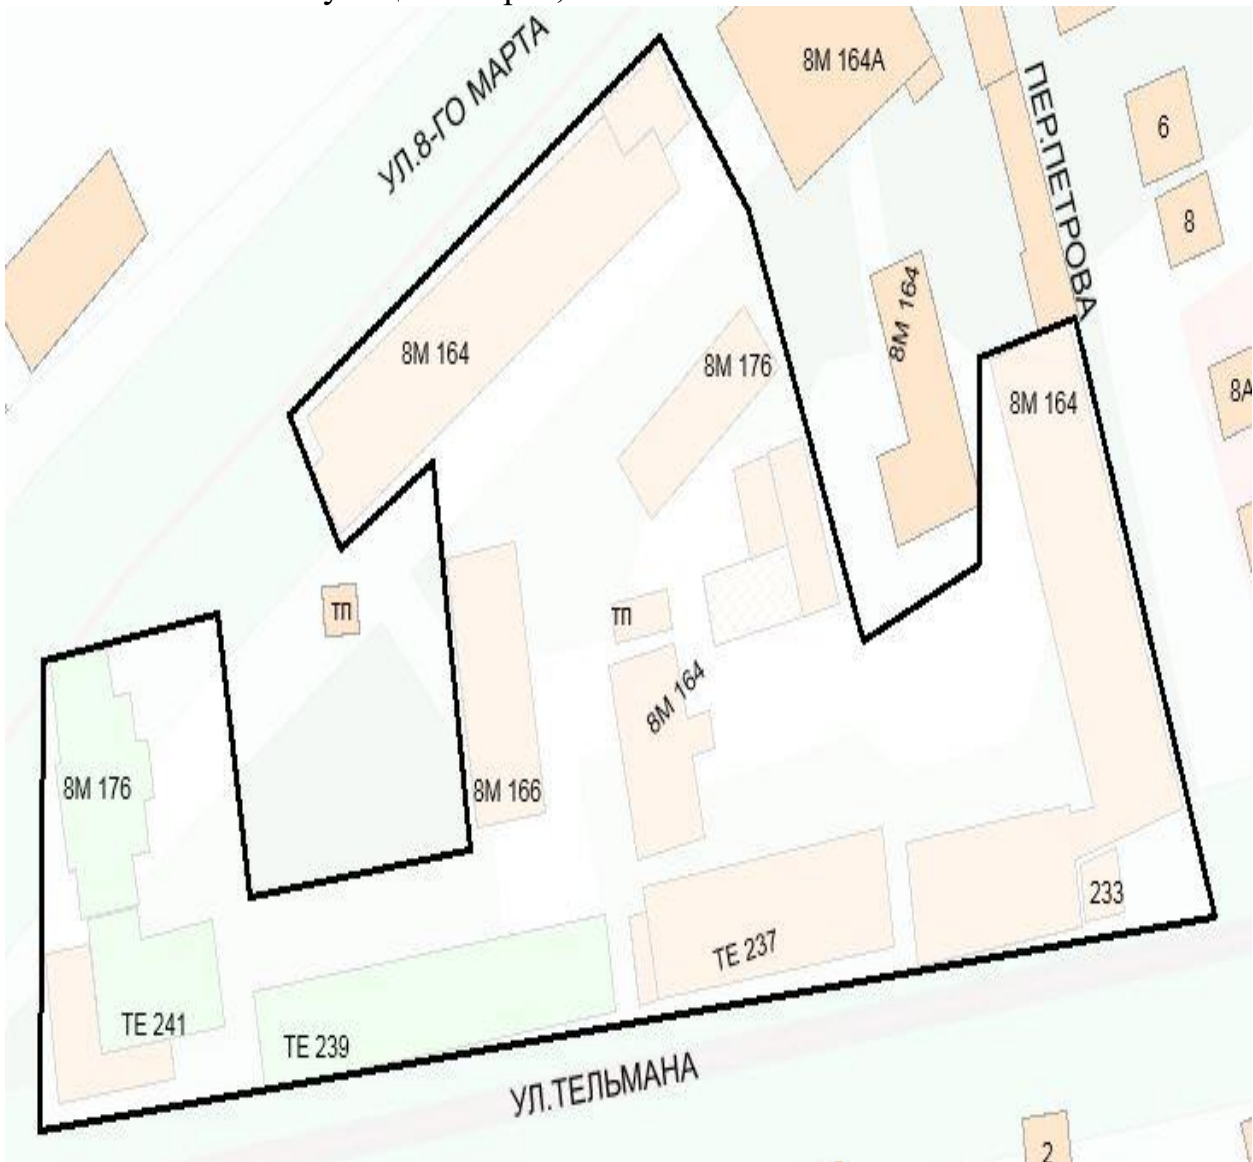 УЛ.8-ГО МАРТА
8М 164А
ПЕР.ПЕТРОВА
6
8
8М 164
8М 164
8М 176
8М 164
8А
ТП
ТП
8М 164
8М 176
8М 166
233
ТЕ 237
ТЕ 241
ТЕ 239
УЛ.ТЕЛЬМАНА
2